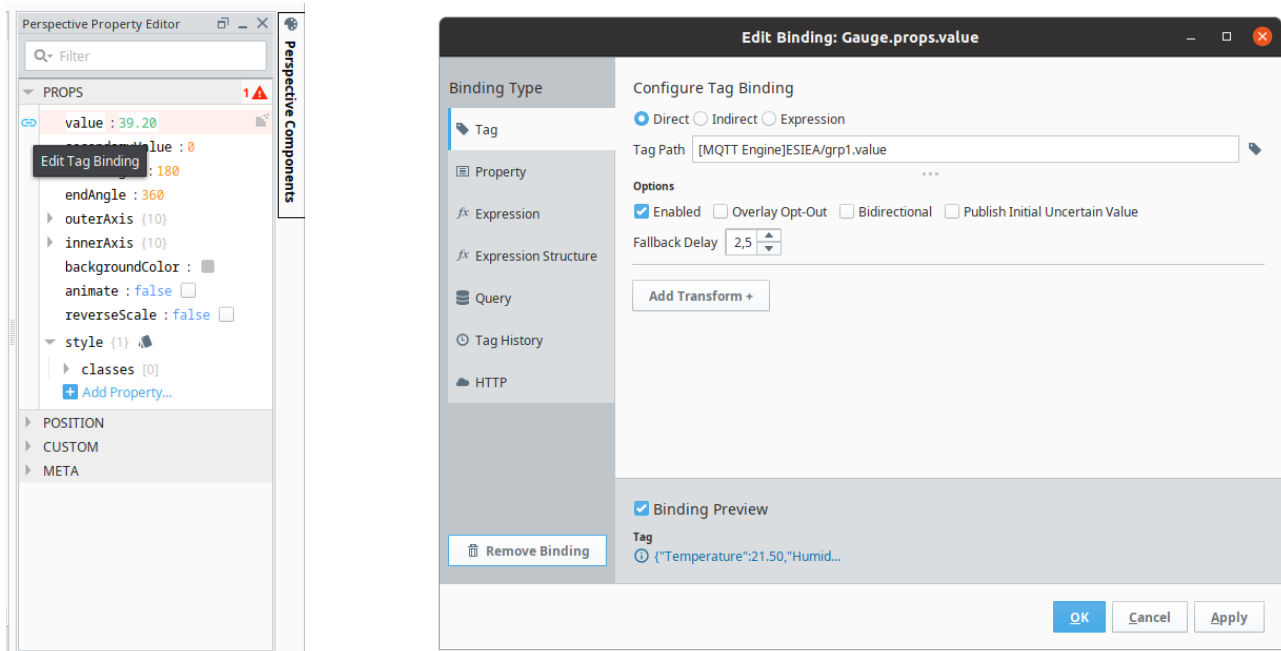 Perspective Property Editor
Filter
PROPS
1
value : 39.20
Value : 0
Edit Tag Binding
: 180
endAngle : 360
outerAxis {10}
innerAxis {10}
backgroundColor :
animate : false
reverseScale : false
style {1}
classes [0]
Add Property...
POSITION
CUSTOM
META
Perspective Components
Edit Binding: Gauge.props.value
Binding Type
Tag
Property
fx Expression
fx Expression Structure
Query
Tag History
HTTP
Remove Binding
Configure Tag Binding
Direct Indirect Expression
Tag Path [MQTT Engine]ESIEA/grp1.value
Options
Enabled Overlay Opt-Out Bidirectional Publish Initial Uncertain Value
Fallback Delay 2,5
Add Transform +
Binding Preview
Tag
{"Temperature":21.50,"Humid...
OK Cancel Apply